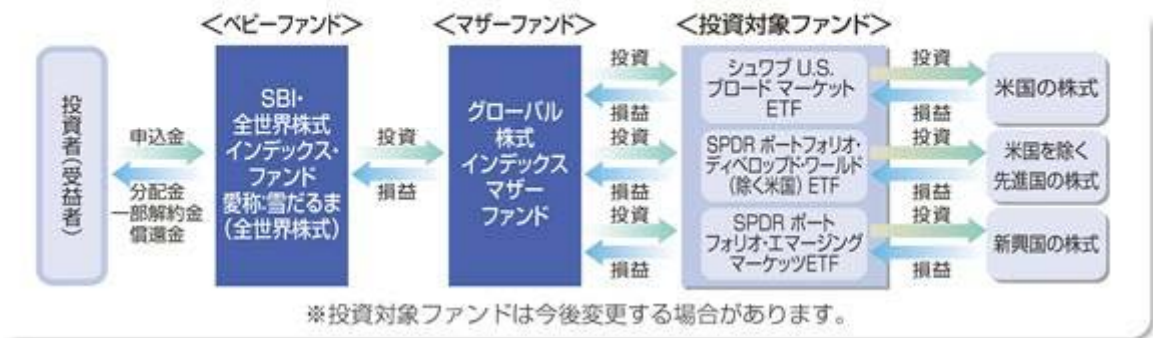 ＜ベビーファンド＞
＜マザーファンド＞
＜投資対象ファンド＞
投資者(受益者)
申込金
分配金
一部解約金
償還金
SBI・
全世界株式
インデックス・
ファンド
愛称:雪だるま
(全世界株式)
投資
損益
グローバル
株式
インデックス
マザー
ファンド
投資
損益
投資
損益
投資
損益
シュワブ U.S.
ブロード マーケット
ETF
SPDR ポートフォリオ・
ディベロップド・ワールド
(除く米国) ETF
SPDR ポート
フォリオ・エマージング
マーケッツETF
投資
損益
投資
損益
投資
損益
米国の株式
米国を除く
先進国の株式
新興国の株式
※投資対象ファンドは今後変更する場合があります。